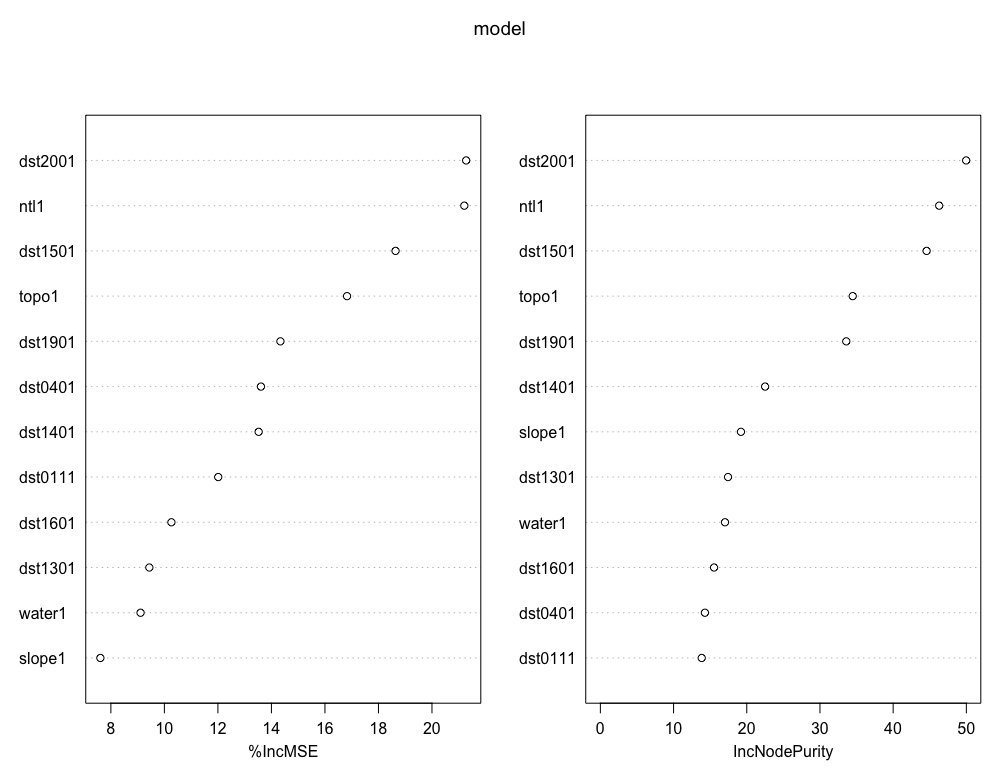 model
dst2001
ntl1
dst1501
topo1
dst1901
dst0401
dst1401
dst0111
dst1601
dst1301
water1
slope1
8 10 12 14 16 18 20
%IncMSE
dst2001
ntl1
dst1501
topo1
dst1901
dst1401
slope1
dst1301
water1
dst1601
dst0401
dst0111
0 10 20 30 40 50
IncNodePurity